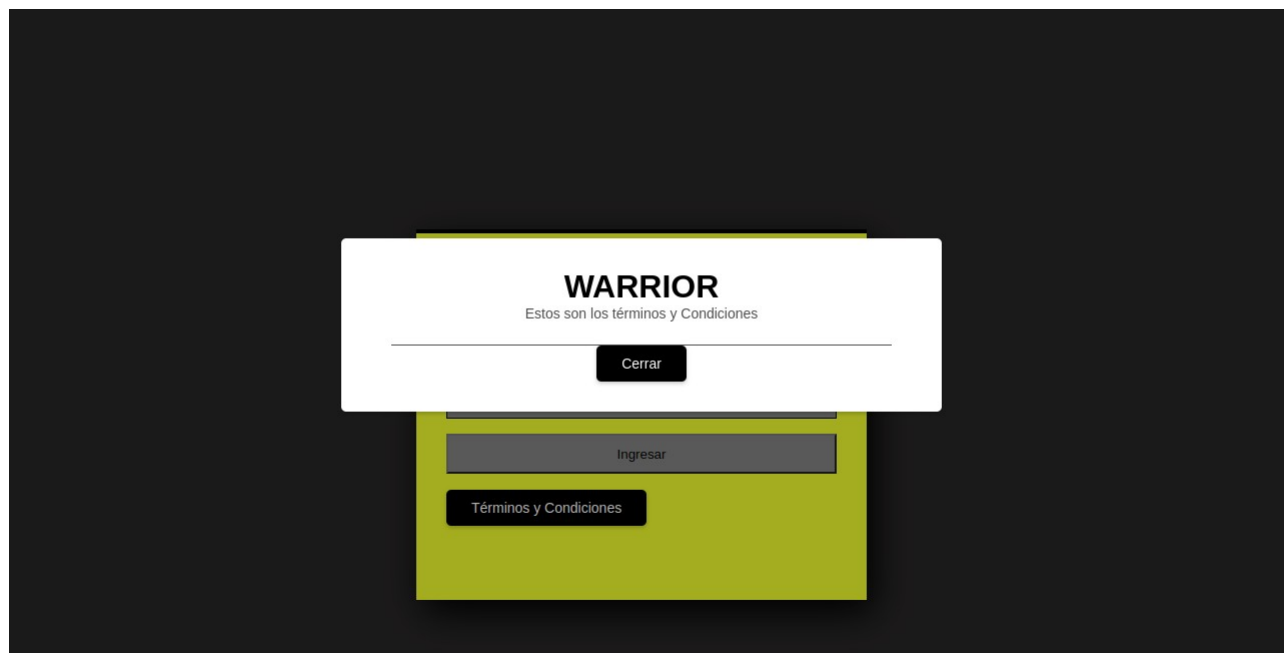 WARRIOR
Estos son los términos y Condiciones
Cerrar
Ingresar
Términos y Condiciones